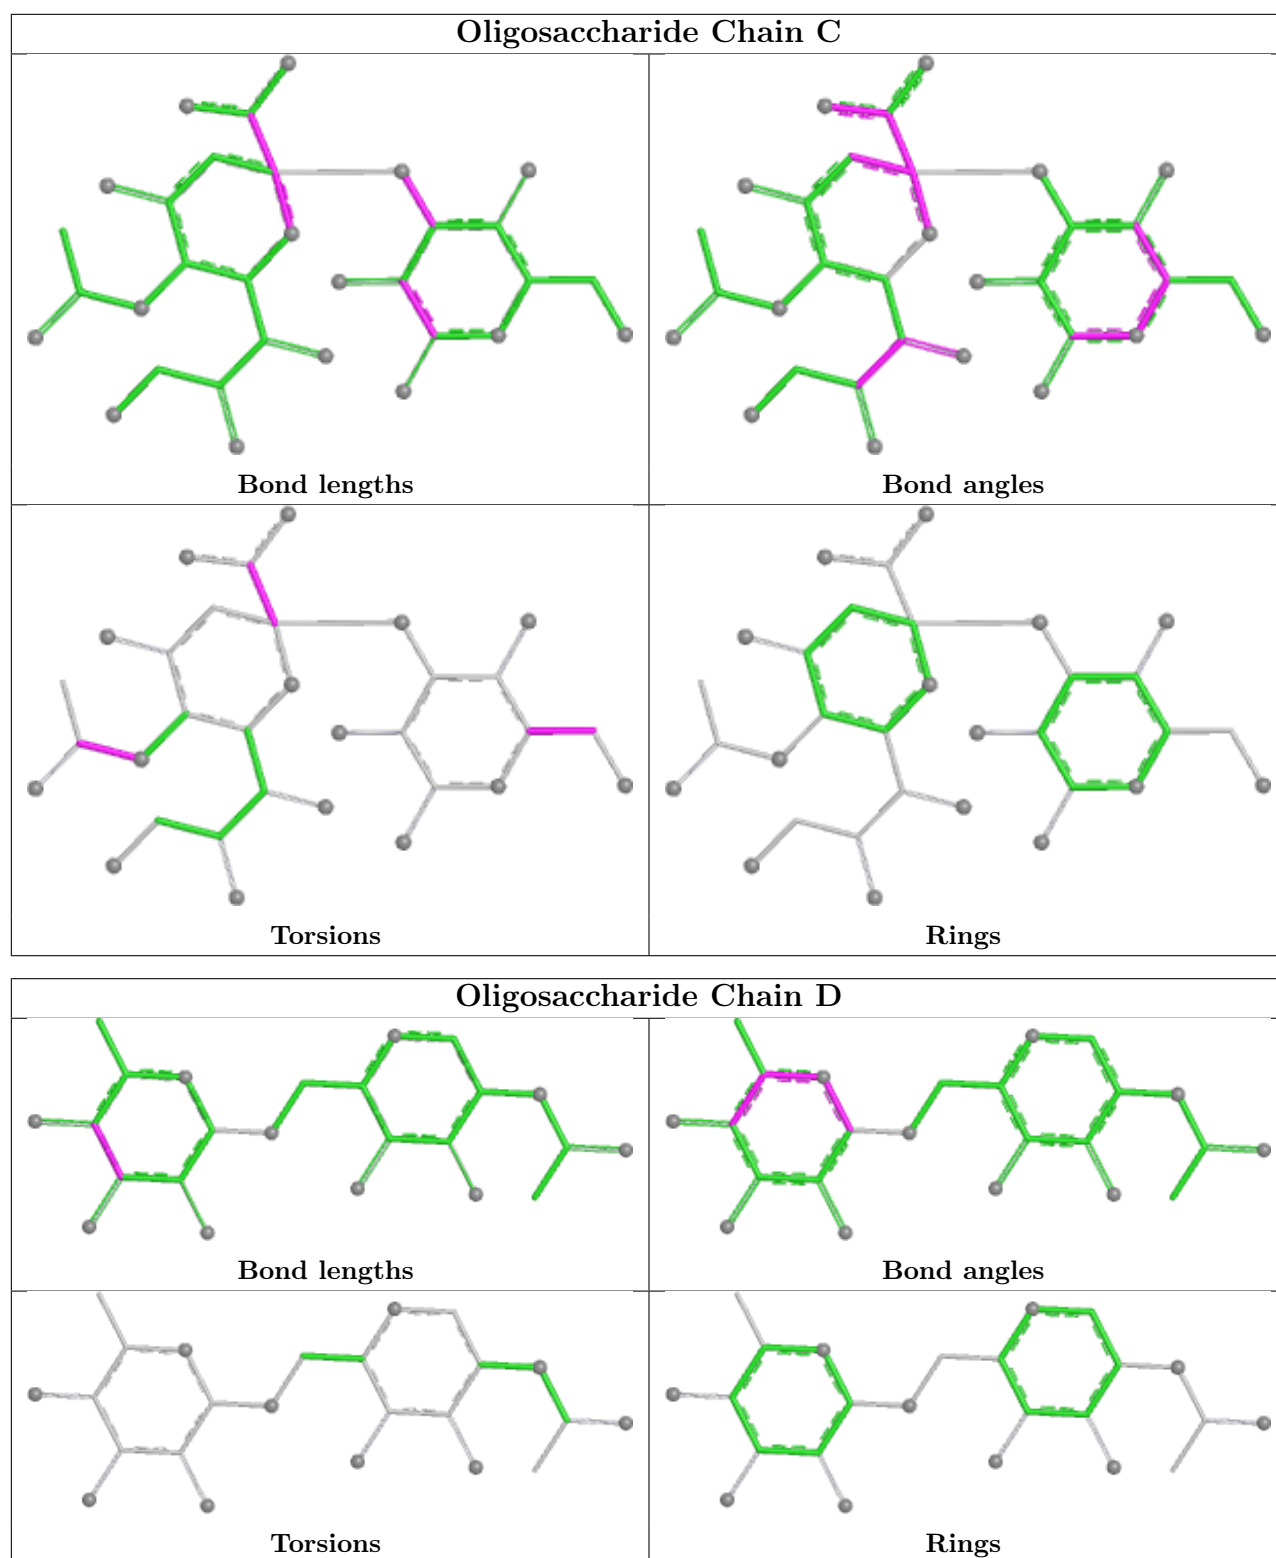 Oligosaccharide Chain C
Bond lengths
Bond angles
Torsions
Rings
Oligosaccharide Chain D
Bond lengths
Bond angles
Torsions
Rings